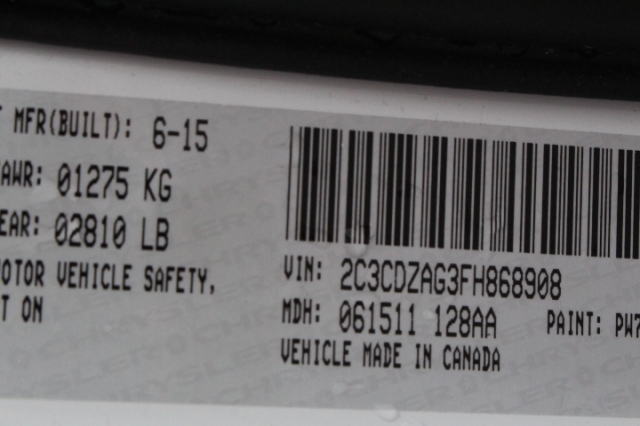 T MFR(BUILT): 6-15
AWR: 01275 KG
EAR: 02810 LB
OTOR VEHICLE SAFETY,
T ON
VIN: 2C3CDZAG3FH868908
MDH: 061511 128AA PAINT: PW7
VEHICLE MADE IN CANADA